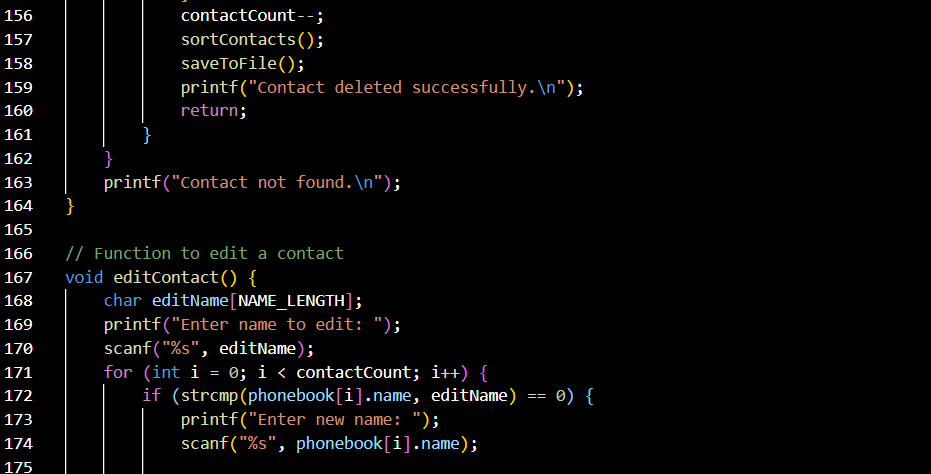 156 contactCount--;
157 sortContacts();
158 saveToFile();
159 printf("Contact deleted successfully.\n");
160 return;
161 }
162 }
163 printf("Contact not found.\n");
164 }
165
166 // Function to edit a contact
167 void editContact() {
168 char editName[NAME_LENGTH];
169 printf("Enter name to edit: ");
170 scanf("%s", editName);
171 for (int i = 0; i < contactCount; i++) {
172 if (strcmp(phonebook[i].name, editName) == 0) {
173 printf("Enter new name: ");
174 scanf("%s", phonebook[i].name);
175